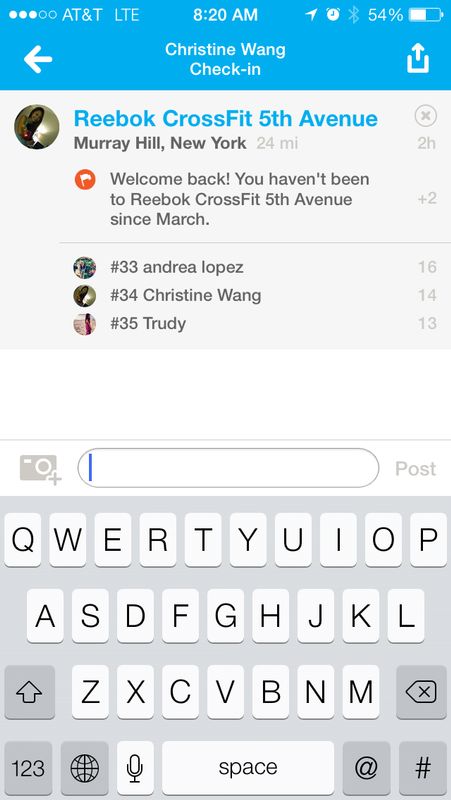 AT&T LTE 8:20 AM 54%
Christine Wang
Check-in
Reebok CrossFit 5th Avenue
Murray Hill, New York 24 mi 2h
Welcome back! You haven't been
to Reebok CrossFit 5th Avenue +2
since March.
#33 andrea lopez 16
#34 Christine Wang 14
#35 Trudy 13
Post
Q W E R T Y U I O P
A S D F G H J K L
Z X C V B N M
123 space @ #